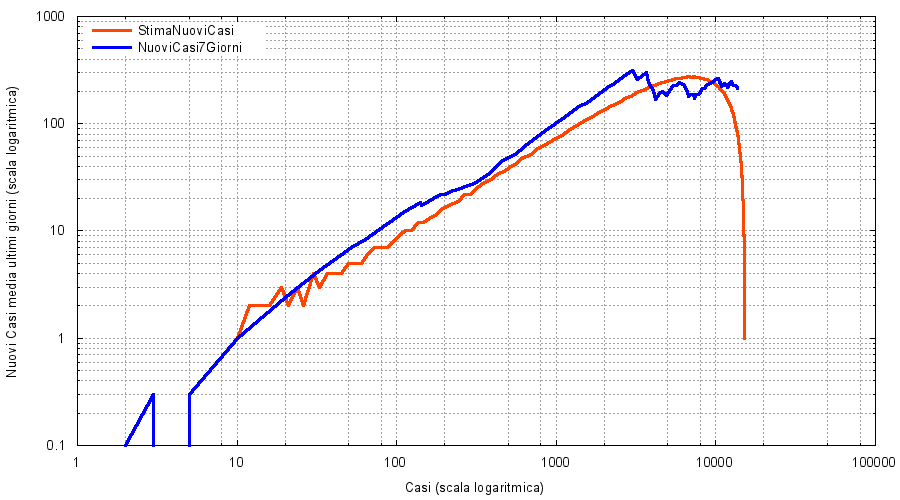 1000
StimaNuoviCasi
NuoviCasi7Giorni
100
10
1
0.1
Nuovi Casi media ultimi giorni (scala logaritmica)
1 10 100 1000 10000 100000
Casi (scala logaritmica)